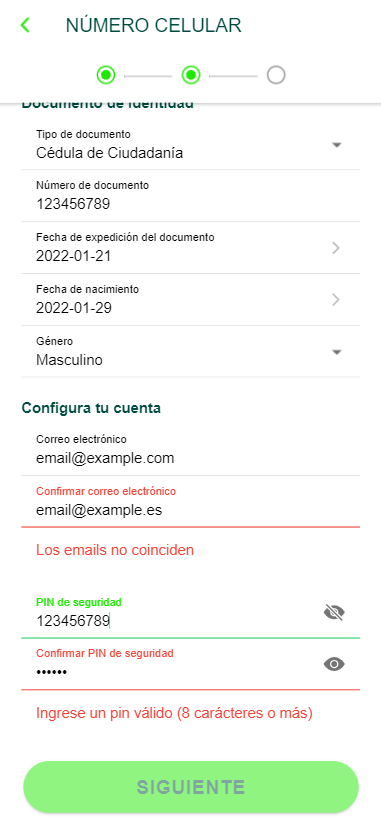 NÚMERO CELULAR
Documento de identidad
Tipo de documento
Cédula de Ciudadanía
Número de documento
123456789
Fecha de expedición del documento
2022-01-21
Fecha de nacimiento
2022-01-29
Género
Masculino
Configura tu cuenta
Correo electrónico
email@example.com
Confirmar correo electrónico
email@example.es
Los emails no coinciden
PIN de seguridad
123456789
Confirmar PIN de seguridad
••••••
Ingrese un pin válido (8 carácteres o más)
SIGUIENTE